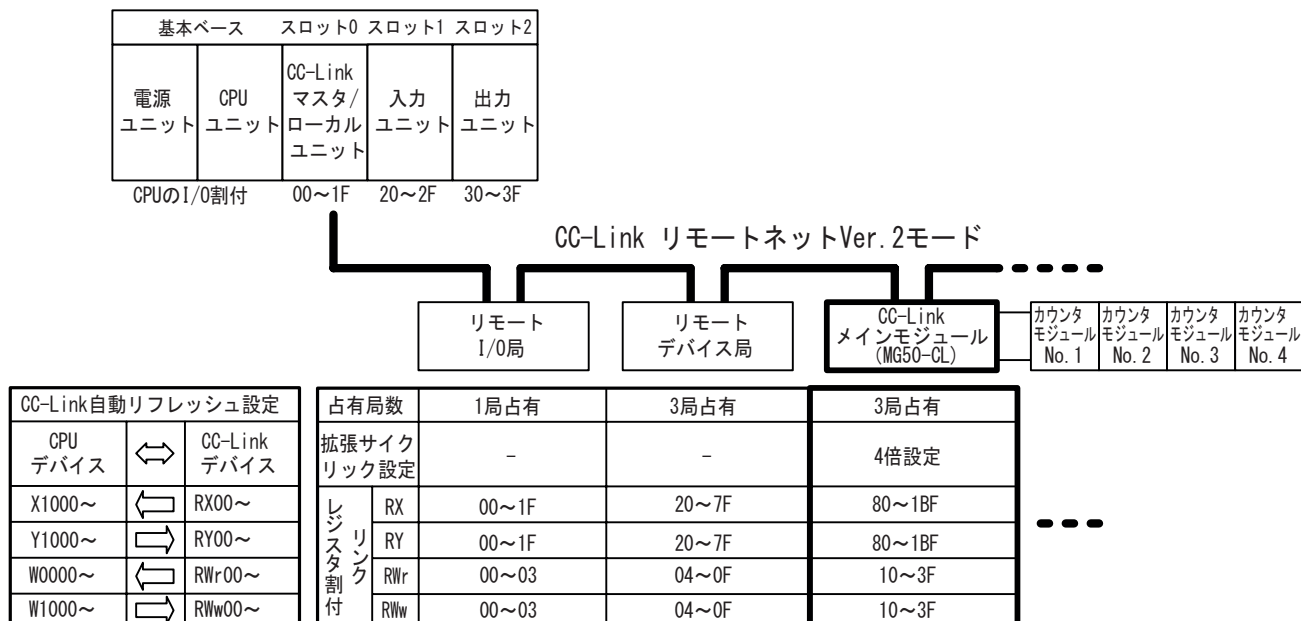 基本ベース スロット0 スロット1 スロット2
電源
ユニット
CPU
ユニット
CC-Link
マスタ/
ローカル
ユニット
入力
ユニット
出力
ユニット
CPUのI/O割付 00～1F 20～2F 30～3F
CC-Link リモートネットVer.2モード
リモート
I/O局
リモート
デバイス局
CC-Link
メインモジュール
(MG50-CL)
カウンタ
モジュール
No.1
カウンタ
モジュール
No.2
カウンタ
モジュール
No.3
カウンタ
モジュール
No.4
CC-Link自動リフレッシュ設定
CPU
デバイス
CC-Link
デバイス
X1000～ RX00～
Y1000～ RY00～
W0000～ RWr00～
W1000～ RWw00～
占有局数 1局占有 3局占有 3局占有
拡張サイク
リック設定
- - 4倍設定
リンク
レジスタ割付
RX 00～1F 20～7F 80～1BF
RY 00～1F 20～7F 80～1BF
RWr 00～03 04～0F 10～3F
RWw 00～03 04～0F 10～3F